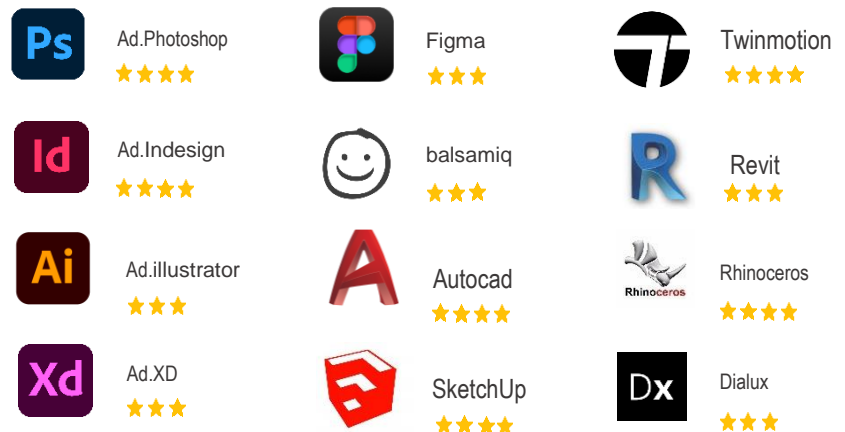 Ps
Ad.Photoshop
Figma
Twinmotion
Id
Ad.Indesign
balsamiq
R
Revit
Ai
Ad.illustrator
A
Autocad
Rhinoceros
Rhinoceros
Xd
Ad.XD
SketchUp
Dx
Dialux